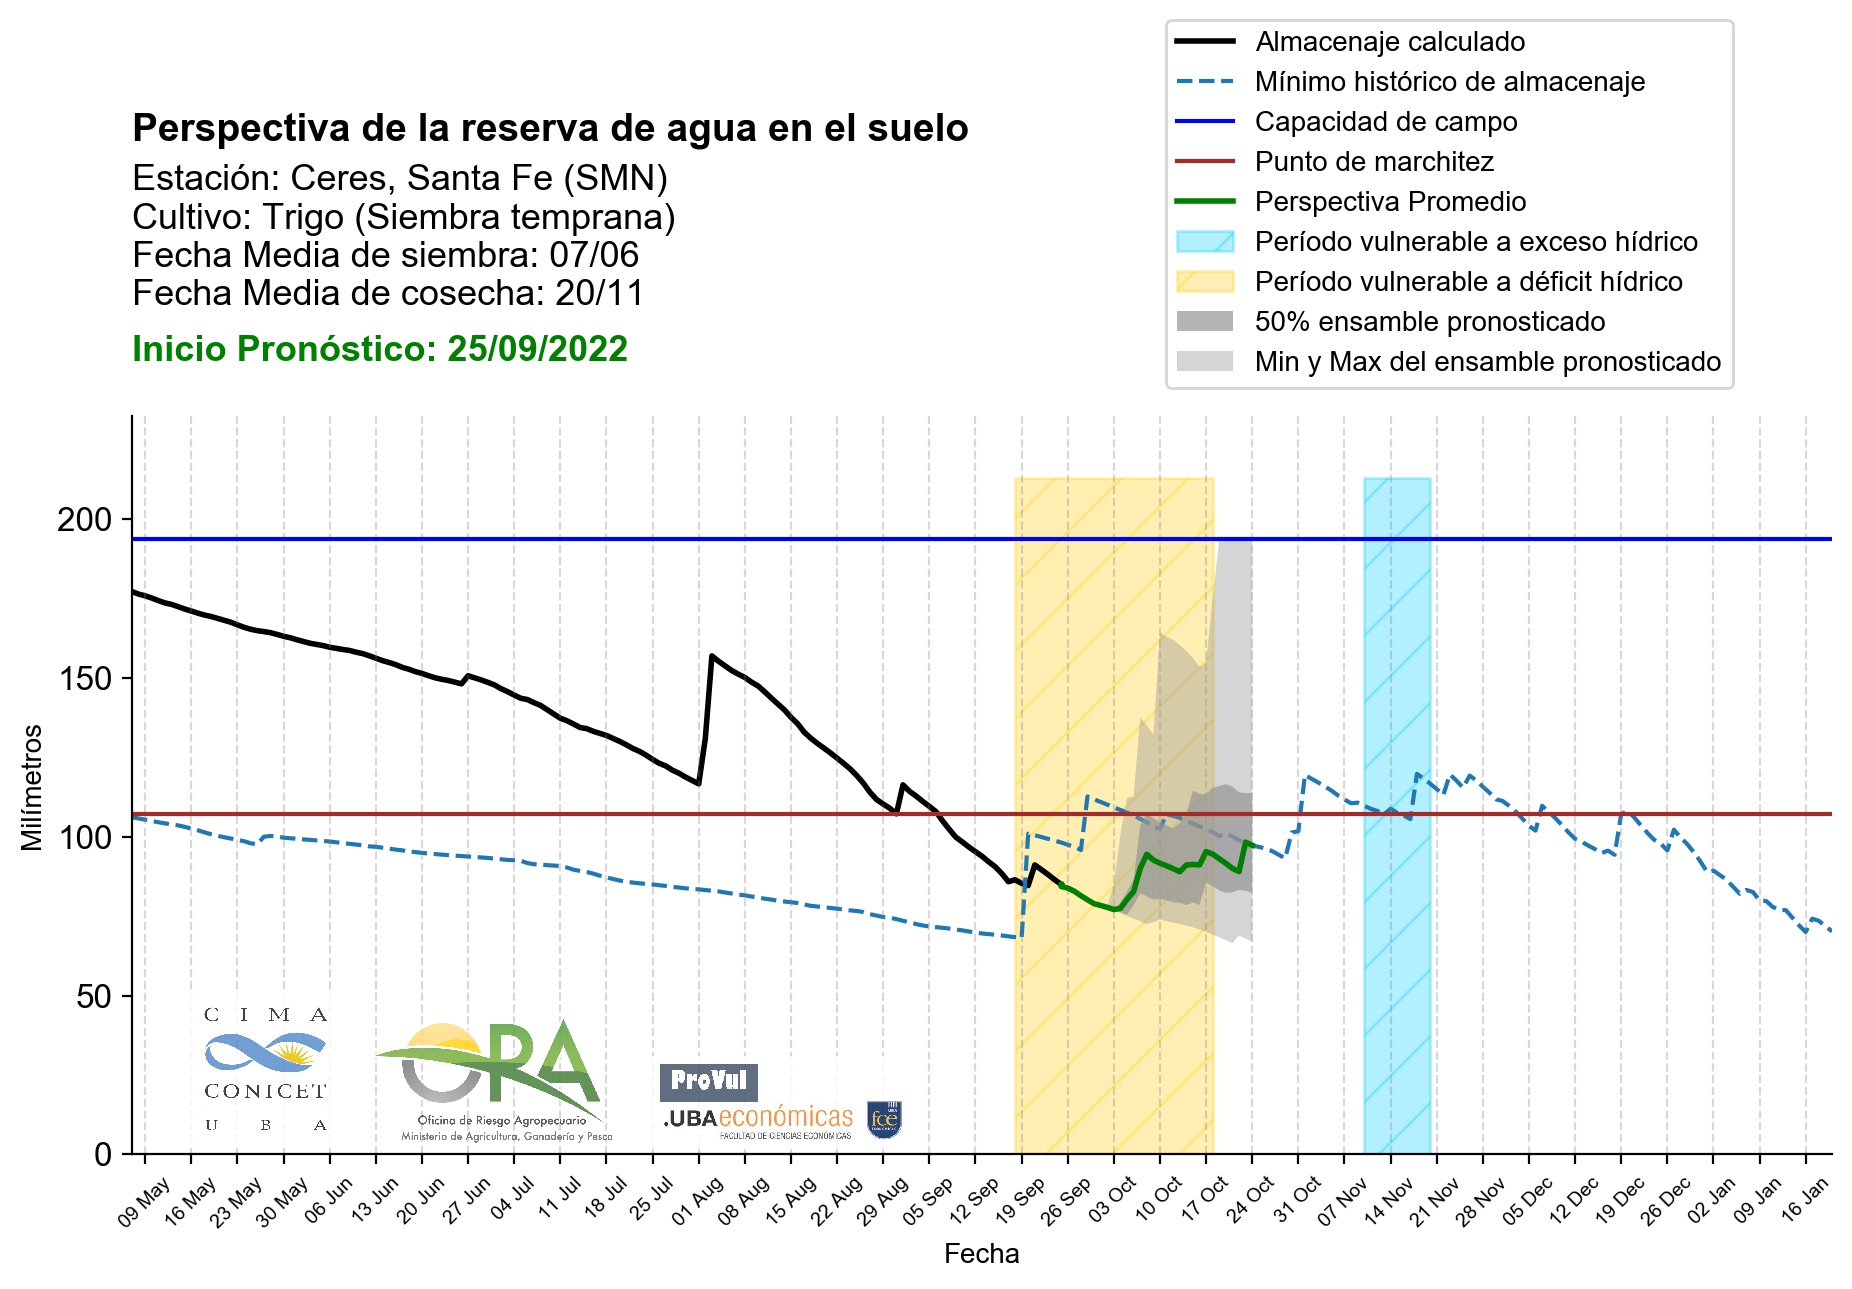 Almacenaje calculado
Mínimo histórico de almacenaje
Capacidad de campo
Punto de marchitez
Perspectiva Promedio
Período vulnerable a exceso hídrico
Período vulnerable a déficit hídrico
50% ensamble pronosticado
Min y Max del ensamble pronosticado
Perspectiva de la reserva de agua en el suelo
Estación: Ceres, Santa Fe (SMN)
Cultivo: Trigo (Siembra temprana)
Fecha Media de siembra: 07/06
Fecha Media de cosecha: 20/11
Inicio Pronóstico: 25/09/2022
Milímetros
200
150
100
50
0
CIMA
CONICET
UBA
OPA
Oficina de Riesgo Agropecuario
Ministerio de Agricultura, Ganadería y Pesca
ProVul
.UBAeconómicas
FACULTAD DE CIENCIAS ECONÓMICAS
fce
09 May
16 May
23 May
30 May
06 Jun
13 Jun
20 Jun
27 Jun
04 Jul
11 Jul
18 Jul
25 Jul
01 Aug
08 Aug
15 Aug
22 Aug
29 Aug
05 Sep
12 Sep
19 Sep
26 Sep
03 Oct
10 Oct
17 Oct
24 Oct
31 Oct
07 Nov
14 Nov
21 Nov
28 Nov
05 Dec
12 Dec
19 Dec
26 Dec
02 Jan
09 Jan
16 Jan
Fecha